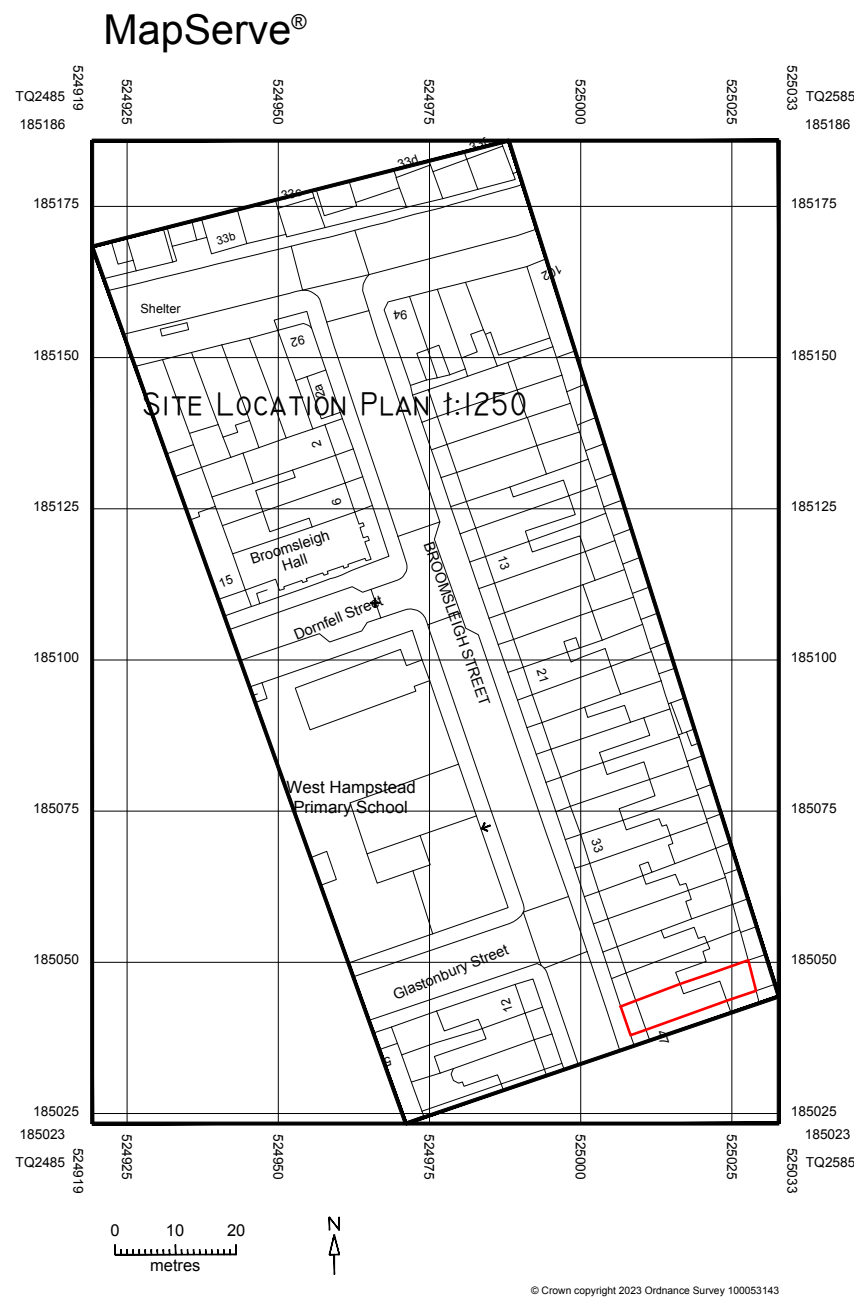 MapServe®
524919
524925
524950
524975
525000
525025
525033
TQ2485
185186
TQ2585
185186
33d
33b
185175
185175
102
Shelter
94
92
185150
185150
SITE LOCATION PLAN 1:1250
2
9
185125
185125
Broomsleigh
Hall
13
15
BROOMSLEIGH STREET
Dornfell Street
185100
185100
21
West Hampstead
Primary School
185075
185075
33
185050
185050
Glastonbury Street
12
47
185025
185025
185023
185023
TQ2485
TQ2585
524919
524925
524950
524975
525000
525025
525033
0 10 20
metres
N
© Crown copyright 2023 Ordnance Survey 100053143